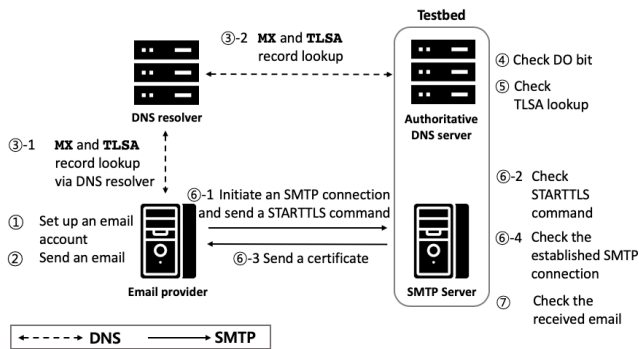 Testbed
③-2 MX and TLSA
record lookup
④ Check DO bit
⑤ Check
TLSA lookup
DNS resolver
Authoritative
DNS server
③-1 MX and TLSA
record lookup
via DNS resolver
⑥-1 Initiate an SMTP connection
and send a STARTTLS command
⑥-2 Check
STARTTLS
command
① Set up an email
account
② Send an email
⑥-3 Send a certificate
⑥-4 Check the
established SMTP
connection
Email provider
SMTP Server
⑦ Check the
received email
DNS
SMTP